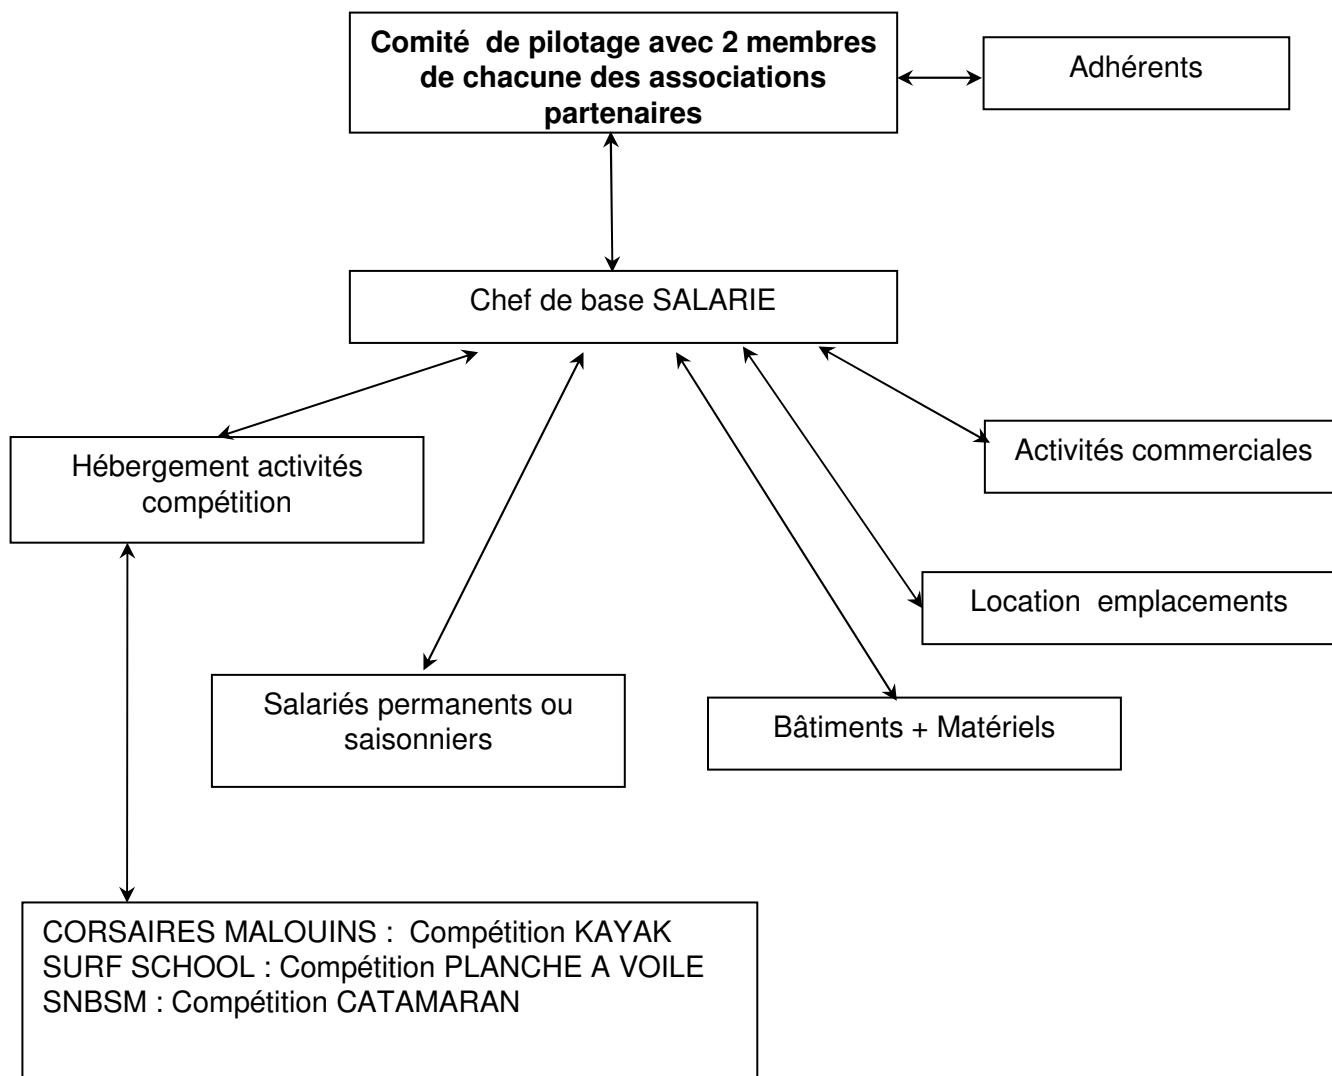 Comité de pilotage avec 2 membres
de chacune des associations
partenaires
Adhérents
Chef de base SALARIE
Hébergement activités
compétition
Activités commerciales
Location emplacements
Salariés permanents ou
saisonniers
Bâtiments + Matériels
CORSAIRES MALOUINS : Compétition KAYAK
SURF SCHOOL : Compétition PLANCHE A VOILE
SNBSM : Compétition CATAMARAN